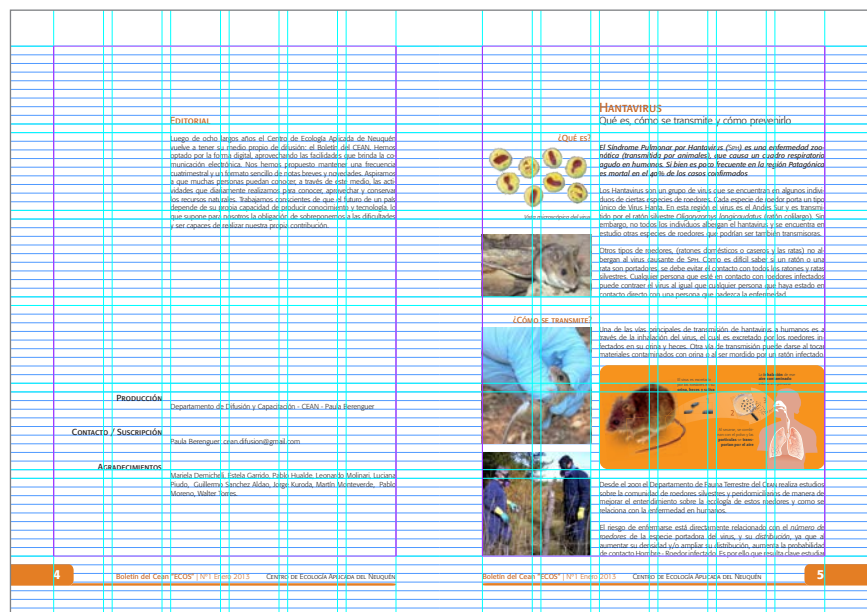 EDITORIAL
Luego de ocho largos años el Centro de Ecología Aplicada de Neuquén
vuelve a tener su medio propio de difusión: el Boletín del CEAN. Hemos
optado por la forma digital, aprovechando las facilidades que brinda la co-
municación electrónica. Nos hemos propuesto mantener una frecuencia
cuatrimestral y un formato sencillo de notas breves y novedades. Aspiramos
a que muchas personas puedan conocer, a través de este medio, las acti-
vidades que diariamente realizamos para conocer, aprovechar y conservar
los recursos naturales. Trabajamos conscientes de que el futuro de un país
depende de su propia capacidad de producir conocimiento y tecnología, lo
que supone para nosotros la obligación de sobreponernos a las dificultades
y ser capaces de realizar nuestra propia contribución.
PRODUCCIÓN
Departamento de Difusión y Capacitación - CEAN - Paula Berenguer
CONTACTO / SUSCRIPCIÓN
Paula Berenguer cean.difusion@gmail.com
AGRADECIMIENTOS
Mariela Demicheli, Estela Garrido, Pablo Hualde, Leonardo Molinari, Luciana
Piudo, Guillermo Sanchez Aldao, Jorge Kuroda, Martín Monteverde, Pablo
Moreno, Walter Torres.
4
Boletín del Cean "ECOS" | N°1 Enero 2013 CENTRO DE ECOLOGÍA APLICADA DEL NEUQUÉN
HANTAVIRUS
Qué es, cómo se transmite y cómo prevenirlo
¿QUÉ ES?
El Síndrome Pulmonar por Hantavirus (SPH) es una enfermedad zoo-
nótica (transmitida por animales), que causa un cuadro respiratorio
agudo en humanos. Si bien es poco frecuente en la región Patagónica
es mortal en el 40% de los casos confirmados.
Los Hantavirus son un grupo de virus que se encuentran en algunos indivi-
duos de ciertas especies de roedores. Cada especie de roedor porta un tipo
único de Virus Hanta. En esta región el virus es el Andes Sur y es transmi-
tido por el ratón silvestre Oligoryzomys longicaudatus (ratón colilargo). Sin
embargo, no todos los individuos albergan el hantavirus y se encuentra en
estudio otras especies de roedores que podrían ser también transmisoras.
Vista microscópica del virus
Otros tipos de roedores, (ratones domésticos o caseros y las ratas) no al-
bergan al virus causante de SPH. Como es difícil saber si un ratón o una
rata son portadores, se debe evitar el contacto con todos los ratones y ratas
silvestres. Cualquier persona que esté en contacto con roedores infectados
puede contraer el virus al igual que cualquier persona que haya estado en
contacto directo con una persona que padezca la enfermedad.
¿CÓMO SE TRANSMITE?
Una de las vías principales de transmisión de hantavirus a humanos es a
través de la inhalación del virus, el cual es excretado por los roedores in-
fectados en su orina y heces. Otra vía de transmisión puede darse al tocar
materiales contaminados con orina o al ser mordido por un ratón infectado.
2
Desde el 2001 el Departamento de Fauna Terrestre del CEAN realiza estudios
sobre la comunidad de roedores silvestres y peridomiciliarios de manera de
mejorar el entendimiento sobre la ecología de estos roedores y como se
relaciona con la enfermedad en humanos.
El riesgo de enfermarse está directamente relacionado con el número de
roedores de la especie portadora del virus, y su distribución, ya que al
aumentar su densidad y/o ampliar su distribución, aumenta la probabilidad
de contacto Hombre - Roedor infectado. Es por ello que resulta clave estudiar
Boletín del Cean "ECOS" | N°1 Enero 2013 CENTRO DE ECOLOGÍA APLICADA DEL NEUQUÉN
5